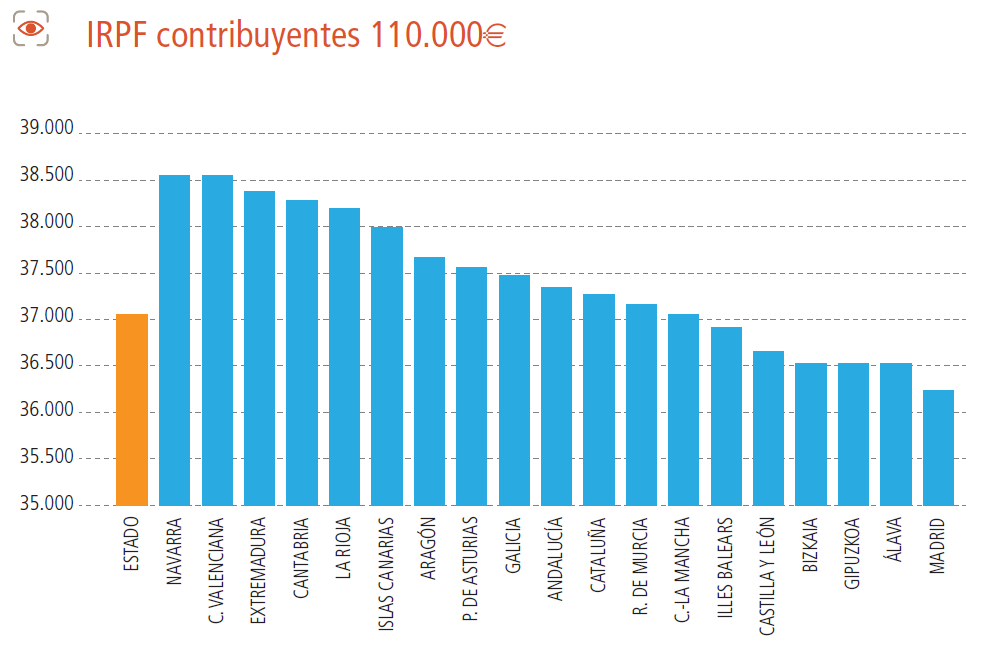 IRPF contribuyentes 110.000€
39.000
38.500
38.000
37.500
37.000
36.500
36.000
35.500
35.000
ESTADO
NAVARRA
C. VALENCIANA
EXTREMADURA
CANTABRIA
LA RIOJA
ISLAS CANARIAS
ARAGÓN
P. DE ASTURIAS
GALICIA
ANDALUCÍA
CATALUÑA
R. DE MURCIA
C.-LA MANCHA
ILLES BALEARS
CASTILLA Y LEÓN
BIZKAIA
GIPUZKOA
ÁLAVA
MADRID